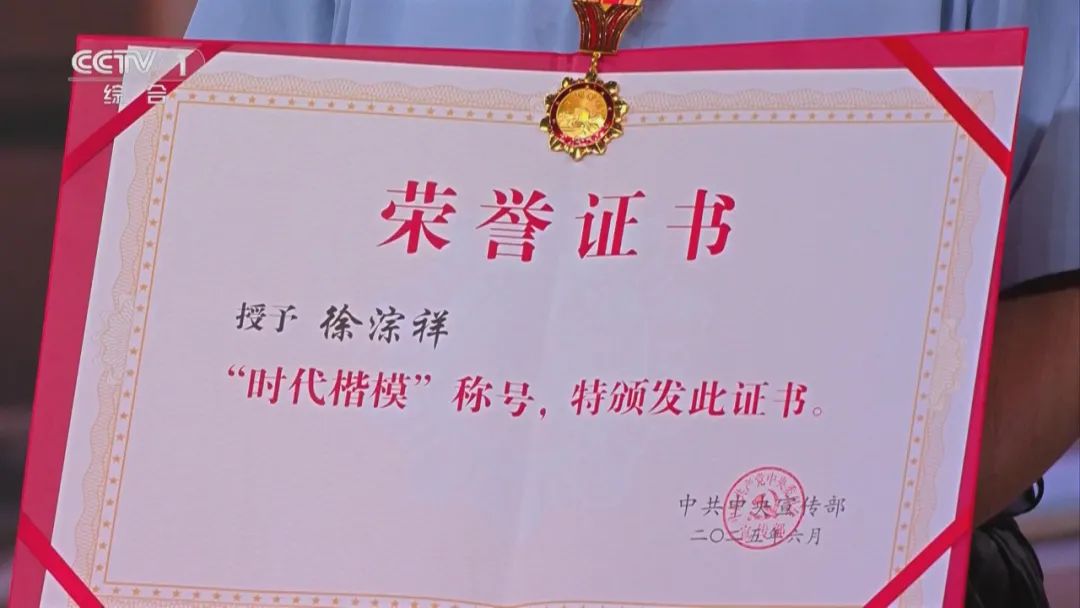 CCTV 1
综合
荣誉证书
授予 徐淙祥
“时代楷模”称号，特颁发此证书。
中共中央宣传部
二〇二五年六月